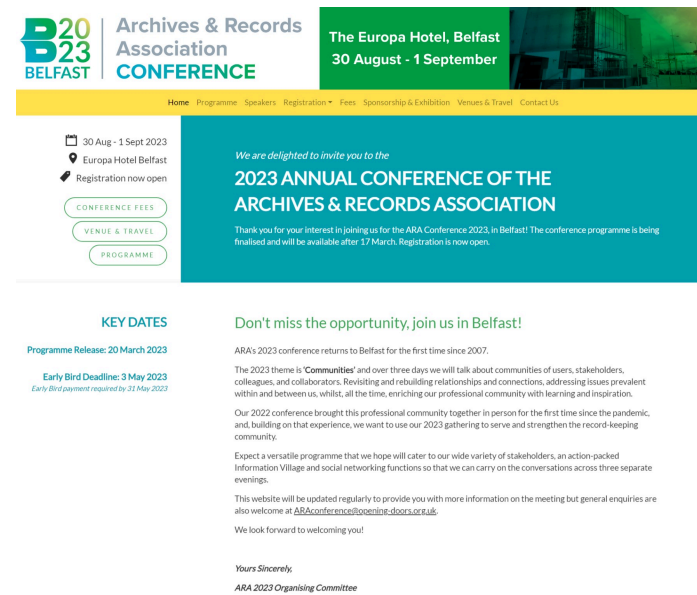 B20
B23
BELFAST
Archives & Records
Association
CONFERENCE
The Europa Hotel, Belfast
30 August - 1 September
Home Programme Speakers Registration Fees Sponsorship & Exhibition Venues & Travel Contact Us
30 Aug - 1 Sept 2023
Europa Hotel Belfast
Registration now open
CONFERENCE FEES
VENUE & TRAVEL
PROGRAMME
We are delighted to invite you to the
2023 ANNUAL CONFERENCE OF THE
ARCHIVES & RECORDS ASSOCIATION
Thank you for your interest in joining us for the ARA Conference 2023, in Belfast! The conference programme is being
finalised and will be available after 17 March. Registration is now open.
KEY DATES
Programme Release: 20 March 2023
Early Bird Deadline: 3 May 2023
Early Bird payment required by 31 May 2023
Don't miss the opportunity, join us in Belfast!
ARA's 2023 conference returns to Belfast for the first time since 2007.
The 2023 theme is 'Communities' and over three days we will talk about communities of users, stakeholders,
colleagues, and collaborators. Revisiting and rebuilding relationships and connections, addressing issues prevalent
within and between us, whilst, all the time, enriching our professional community with learning and inspiration.
Our 2022 conference brought this professional community together in person for the first time since the pandemic,
and, building on that experience, we want to use our 2023 gathering to serve and strengthen the record-keeping
community.
Expect a versatile programme that we hope will cater to our wide variety of stakeholders, an action-packed
Information Village and social networking functions so that we can carry on the conversations across three separate
evenings.
This website will be updated regularly to provide you with more information on the meeting but general enquiries are
also welcome at ARAconference@opening-doors.org.uk.
We look forward to welcoming you!
Yours Sincerely,
ARA 2023 Organising Committee